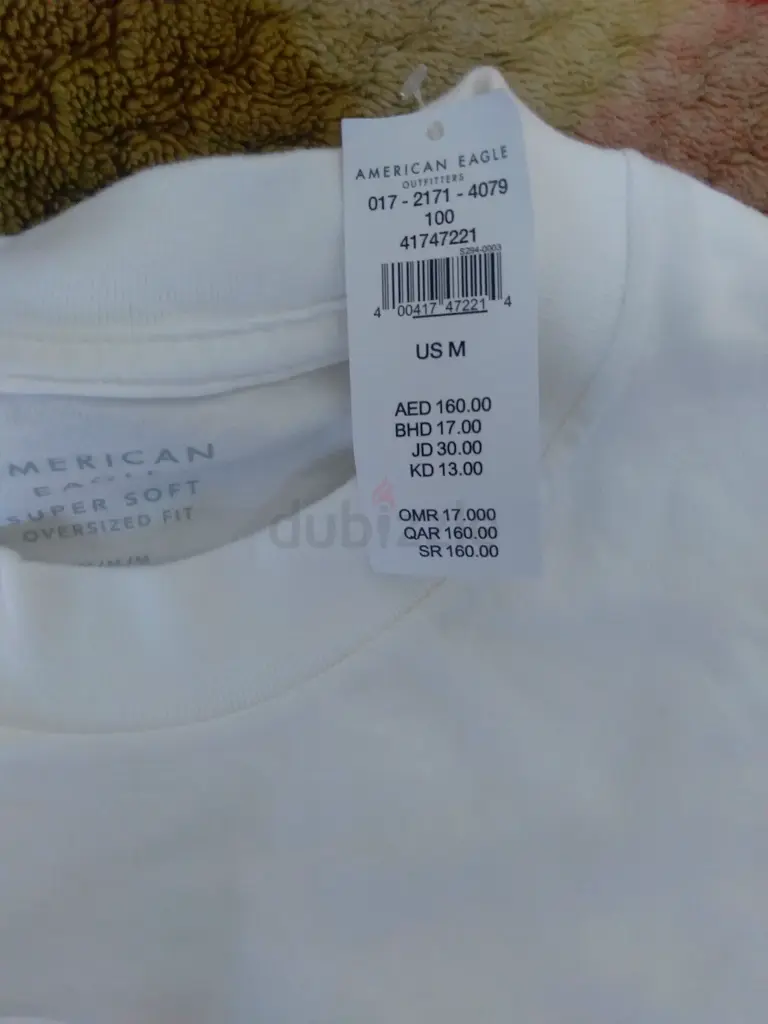 AMERICAN EAGLE
OUTFITTERS
017 - 2171 - 4079
100
41747221
5294-0003
4 00417 47221 4
US M
AED 160.00
BHD 17.00
JD 30.00
KD 13.00
OMR 17.000
QAR 160.00
SR 160.00
MERICAN
EAGLE
SUPER SOFT
OVERSIZED FIT
dubizzle